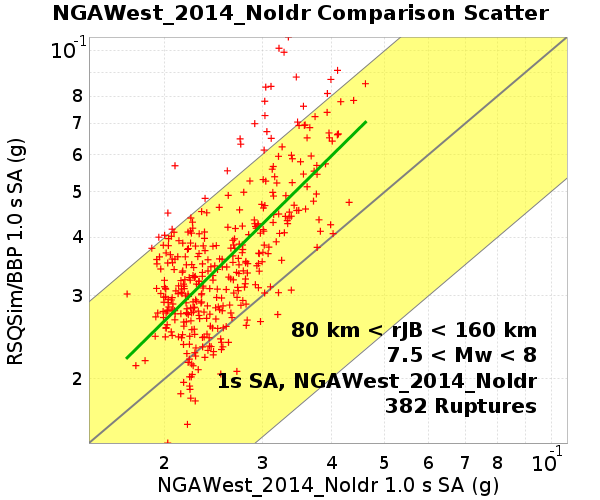 NGAWest_2014_NoIdr Comparison Scatter
10-1
8
7
6
5
4
3
2
RSQSim/BBP 1.0 s SA (g)
80 km < rJB < 160 km
7.5 < Mw < 8
1s SA, NGAWest_2014_NoIdr
382 Ruptures
2 3 4 5 6 7 8 10-1
NGAWest_2014_NoIdr 1.0 s SA (g)